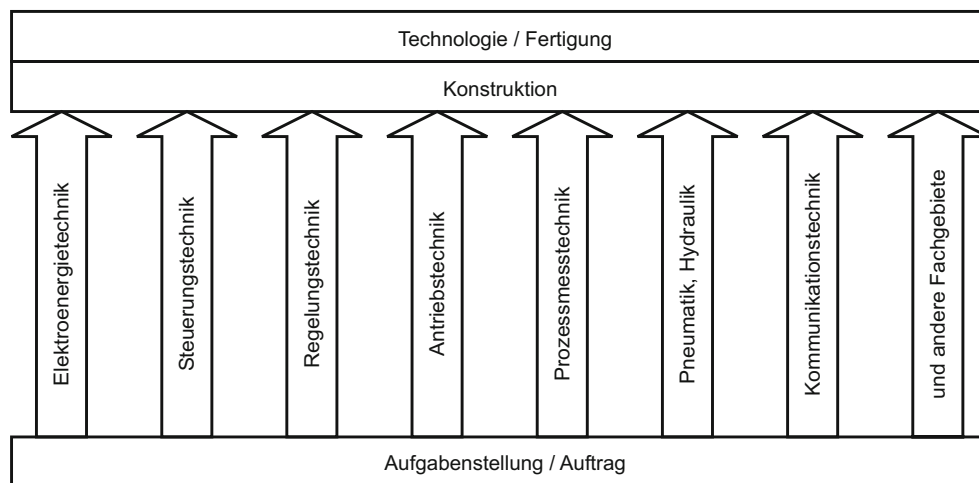 Technologie / Fertigung
Konstruktion
Elektroenergietechnik
Steuerungstechnik
Regelungstechnik
Antriebstechnik
Prozessmesstechnik
Pneumatik, Hydraulik
Kommunikationstechnik
und andere Fachgebiete
Aufgabenstellung / Auftrag